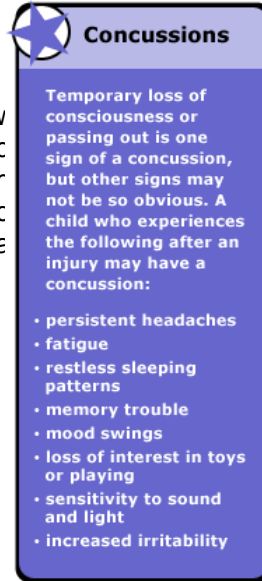 Concussions
Temporary loss of
consciousness or
passing out is one
sign of a concussion,
but other signs may
not be so obvious. A
child who experiences
the following after an
injury may have a
concussion:
• persistent headaches
• fatigue
• restless sleeping
patterns
• memory trouble
• mood swings
• loss of interest in toys
or playing
• sensitivity to sound
and light
• increased irritability